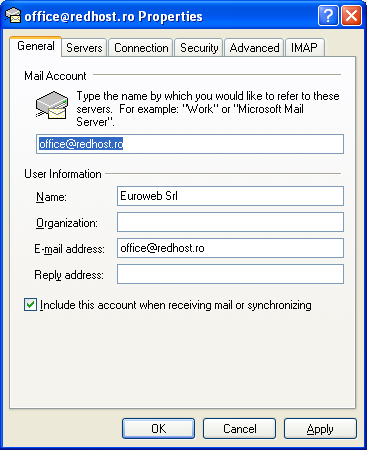 office@redhost.ro Properties
General Servers Connection Security Advanced IMAP
Mail Account
Type the name by which you would like to refer to these
servers. For example: "Work" or "Microsoft Mail
Server".
office@redhost.ro
User Information
Name: Euroweb Srl
Organization:
E-mail address: office@redhost.ro
Reply address:
Include this account when receiving mail or synchronizing
OK Cancel Apply